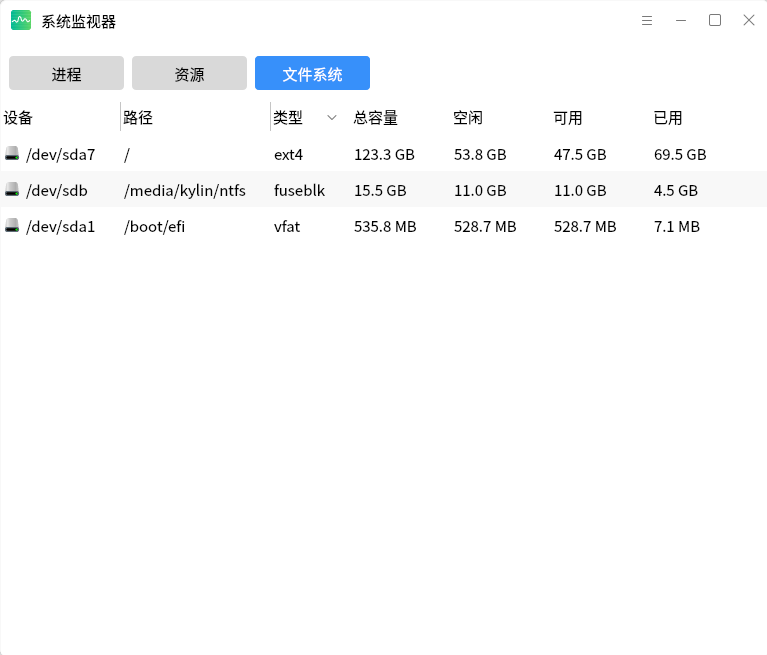 系统监视器
进程 资源 文件系统
设备 路径 类型 总容量 空闲 可用 已用
/dev/sda7 / ext4 123.3 GB 53.8 GB 47.5 GB 69.5 GB
/dev/sdb /media/kylin/ntfs fuseblk 15.5 GB 11.0 GB 11.0 GB 4.5 GB
/dev/sda1 /boot/efi vfat 535.8 MB 528.7 MB 528.7 MB 7.1 MB